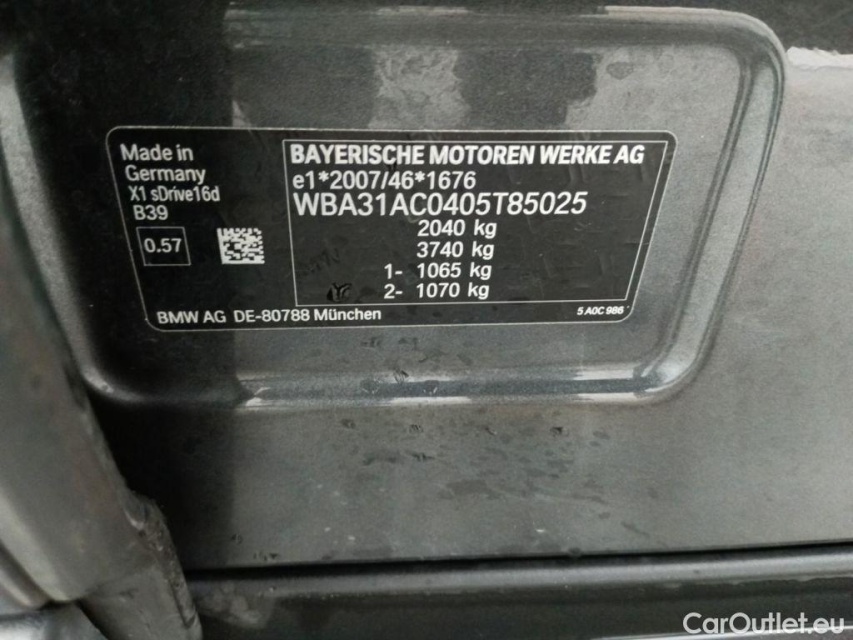 Made in
Germany
X1 sDrive16d
B39
0.57
BAYERISCHE MOTOREN WERKE AG
e1*2007/46*1676
WBA31AC0405T85025
2040 kg
3740 kg
1- 1065 kg
2- 1070 kg
BMW AG DE-80788 München
5 A0C 986
CarOutlet.eu